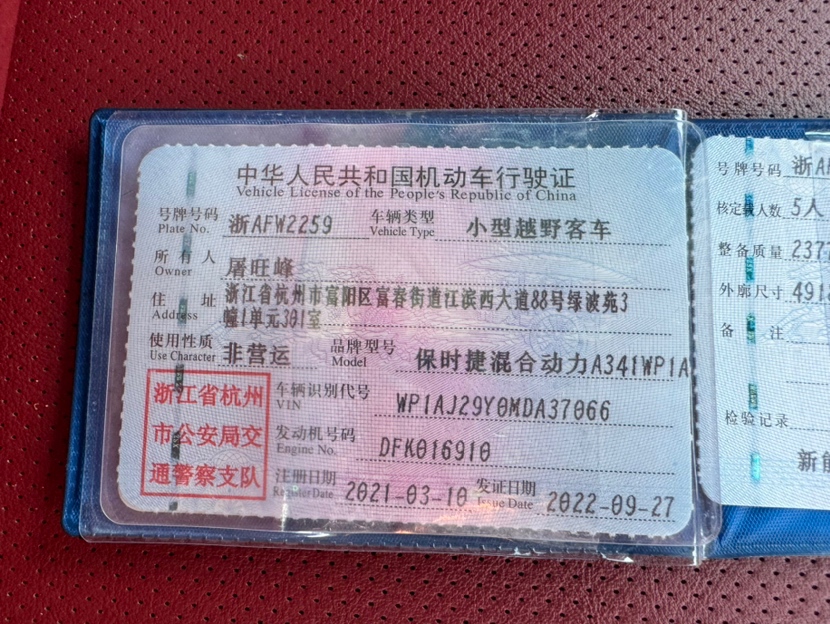 中华人民共和国机动车行驶证
Vehicle License of the People's Republic of China
号牌号码 浙AFW2259 车辆类型 小型越野客车
Plate No. Vehicle Type
所有人 屠旺峰
Owner
住址 浙江省杭州市富阳区富春街道江滨西大道88号绿波苑3
Address 幢1单元301室
使用性质 非营运 品牌型号 保时捷混合动力A341WP1A
Use Character Model
浙江省杭州
市公安局交
通警察支队
车辆识别代号 WP1AJ29Y0MDA37066
VIN
发动机号码 DFK016910
Engine No.
注册日期 2021-03-10 发证日期 2022-09-27
Register Date Issue Date
号牌号码 浙A
核定载人数 5人
整备质量 237
外廓尺寸 491
备注
检验记录
新能